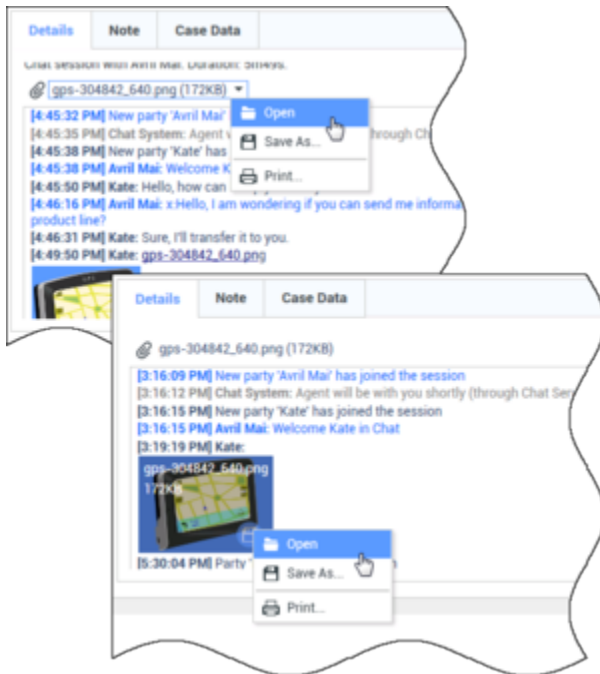 Details Note Case Data
Chat session with Avril Mai. Duration: 5m49s.
gps-304842_640.png (172KB)
[4:45:32 PM] New party 'Avril Mai'
Open
[4:45:35 PM] Chat System: Agent hrough Ch
Save As...
[4:45:38 PM] New party 'Kate' has
[4:45:38 PM] Avril Mai: Welcome K
Print...
[4:45:50 PM] Kate: Hello, how can
[4:46:16 PM] Avril Mai: x:Hello, I am wondering if you can send me informa
product line?
[4:46:31 PM] Kate: Sure, I'll transfer it to you.
[4:49:50 PM] Kate: gps-304842_640.png
Details Note Case Data
gps-304842_640.png (172KB)
[3:16:09 PM] New party 'Avril Mai' has joined the session
[3:16:12 PM] Chat System: Agent will be with you shortly (through Chat Ser
[3:16:15 PM] New party 'Kate' has joined the session
[3:16:15 PM] Avril Mai: Welcome Kate in Chat
[3:19:19 PM] Kate:
gps-304842_640.png
172KB
Open
[5:30:04 PM] Party
Save As...
Print...